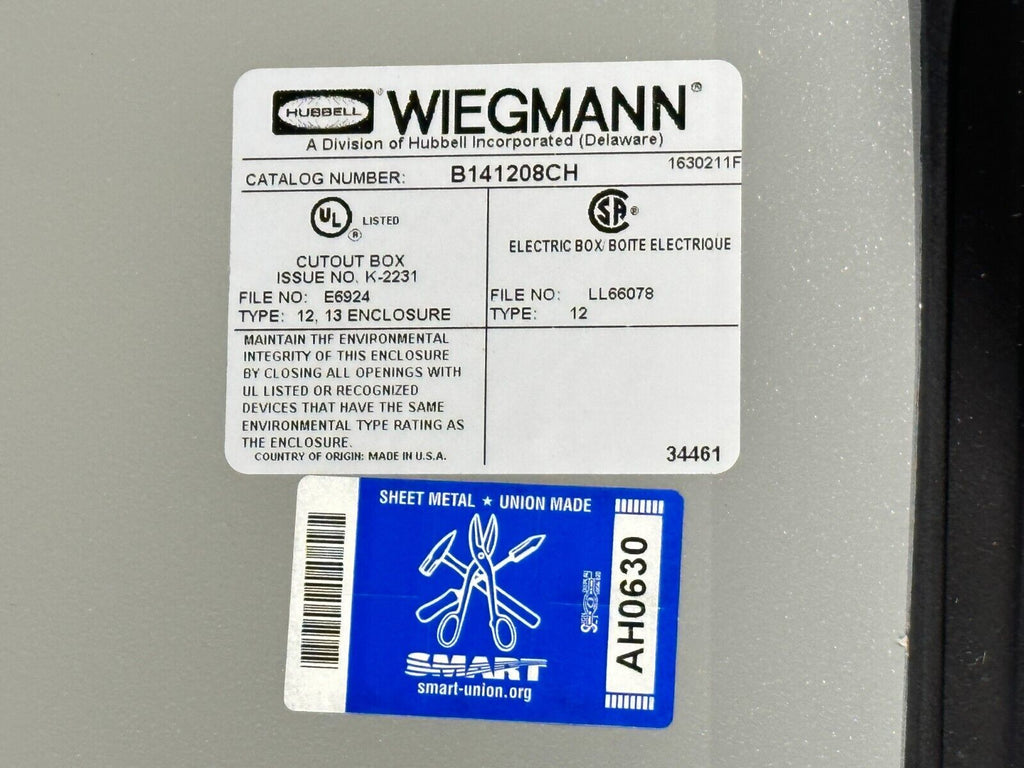 HUBBELL® WIEGMANN®
A Division of Hubbell Incorporated (Delaware)
1630211F
CATALOG NUMBER: B141208CH
UL LISTED ®
CUTOUT BOX
ISSUE NO. K-2231
FILE NO: E6924
TYPE: 12, 13 ENCLOSURE
SA®
ELECTRIC BOX/BOITE ELECTRIQUE
FILE NO: LL66078
TYPE: 12
MAINTAIN THE ENVIRONMENTAL
INTEGRITY OF THIS ENCLOSURE
BY CLOSING ALL OPENINGS WITH
UL LISTED OR RECOGNIZED
DEVICES THAT HAVE THE SAME
ENVIRONMENTAL TYPE RATING AS
THE ENCLOSURE.
COUNTRY OF ORIGIN: MADE IN U.S.A.
34461
SHEET METAL ★ UNION MADE
SMART
smart-union.org
AH0630